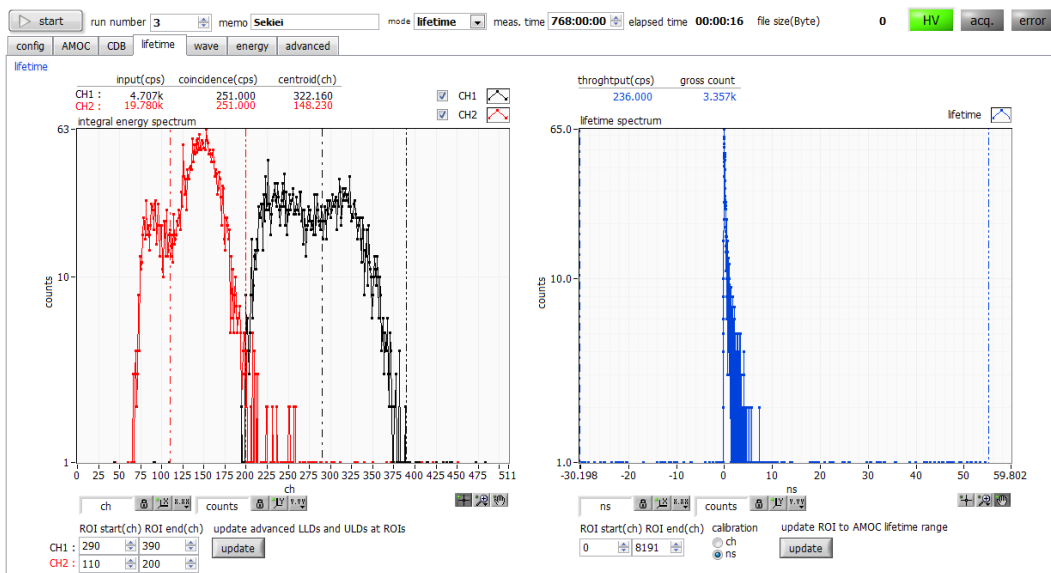 start run number 3 memo Sekiei mode lifetime meas. time 768:00:00 elapsed time 00:00:16 file size(Byte) 0 HV acq. error
config AMOC CDB lifetime wave energy advanced
lifetime
input(cps) coincidence(cps) centroid(ch)
CH1 : 4.707k 251.000 322.160
CH2 : 19.780k 251.000 148.230
CH1
CH2
integral energy spectrum
63
10
1
counts
0 25 50 75 100 125 150 175 200 225 250 275 300 325 350 375 400 425 450 475 511
ch
ch counts
ROI start(ch) ROI end(ch) update advanced LLDs and ULDs at ROIs
CH1 : 290 390 update
CH2 : 110 200
throghtput(cps) gross count
236.000 3.357k
lifetime
lifetime spectrum
65.0
10.0
1.0
counts
-30.198 -20 -10 0 10 20 30 40 50 59.802
ns
ns counts
ROI start(ch) ROI end(ch) calibration update ROI to AMOC lifetime range
0 8191 ch
ns update